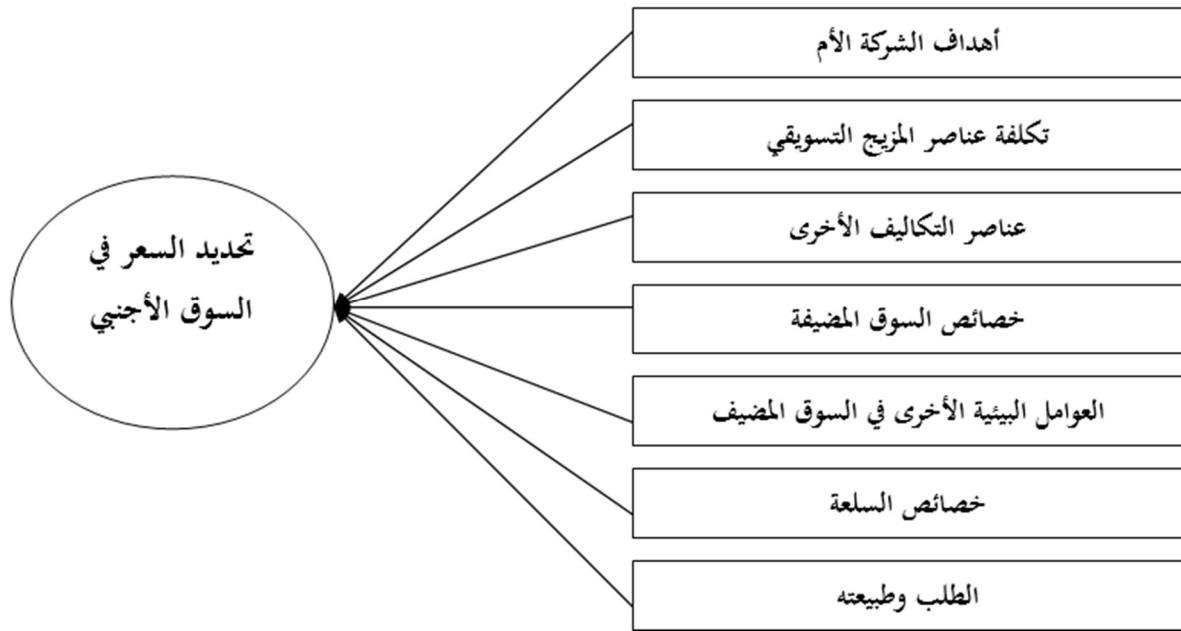 أهداف الشركة الأم
تكلفة عناصر المزيج التسويقي
عناصر التكاليف الأخرى
خصائص السوق المضيفة
العوامل البيئية الأخرى في السوق المضيف
خصائص السلعة
الطلب وطبيعته
تحديد السعر في
السوق الأجنبي